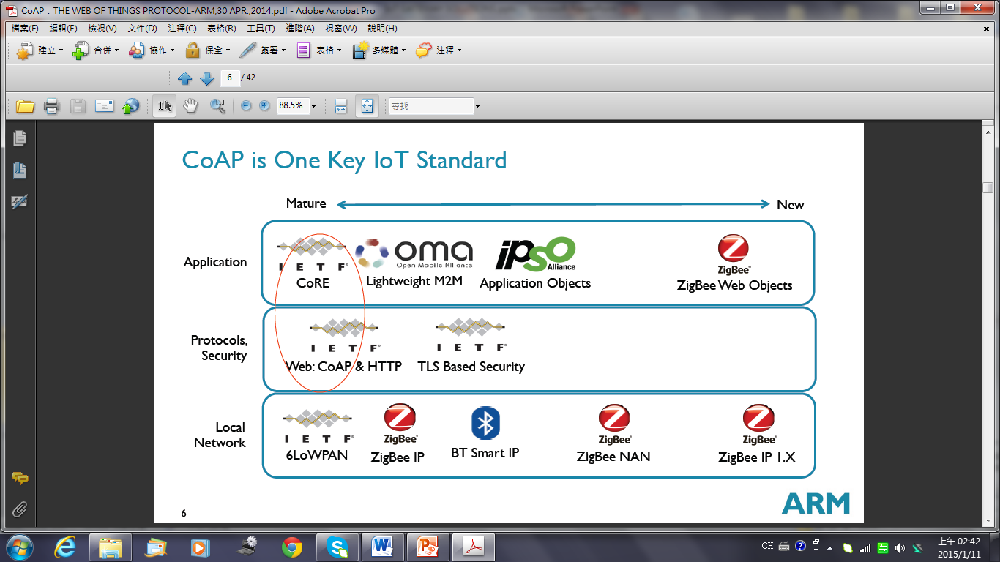 CoAP：THE WEB OF THINGS PROTOCOL-ARM,30 APR.,2014.pdf - Adobe Acrobat Pro
檔案(F) 編輯(E) 檢視(V) 文件(D) 注釋(C) 表格(R) 工具(T) 進階(A) 視窗(W) 說明(H)
建立 合併 協作 保全 簽署 表格 多媒體 注釋
6 / 42
88.5% 尋找
CoAP is One Key IoT Standard
Mature New
Application
IETF®
CoRE
oma
Open Mobile Alliance
Lightweight M2M
ipso
Alliance
Application Objects
ZigBee®
ZigBee Web Objects
Protocols,
Security
IETF®
Web: CoAP & HTTP
IETF®
TLS Based Security
Local
Network
IETF®
6LoWPAN
ZigBee®
ZigBee IP
BT Smart IP
ZigBee®
ZigBee NAN
ZigBee®
ZigBee IP 1.X
6
ARM
CH
上午 02:42
2015/1/11